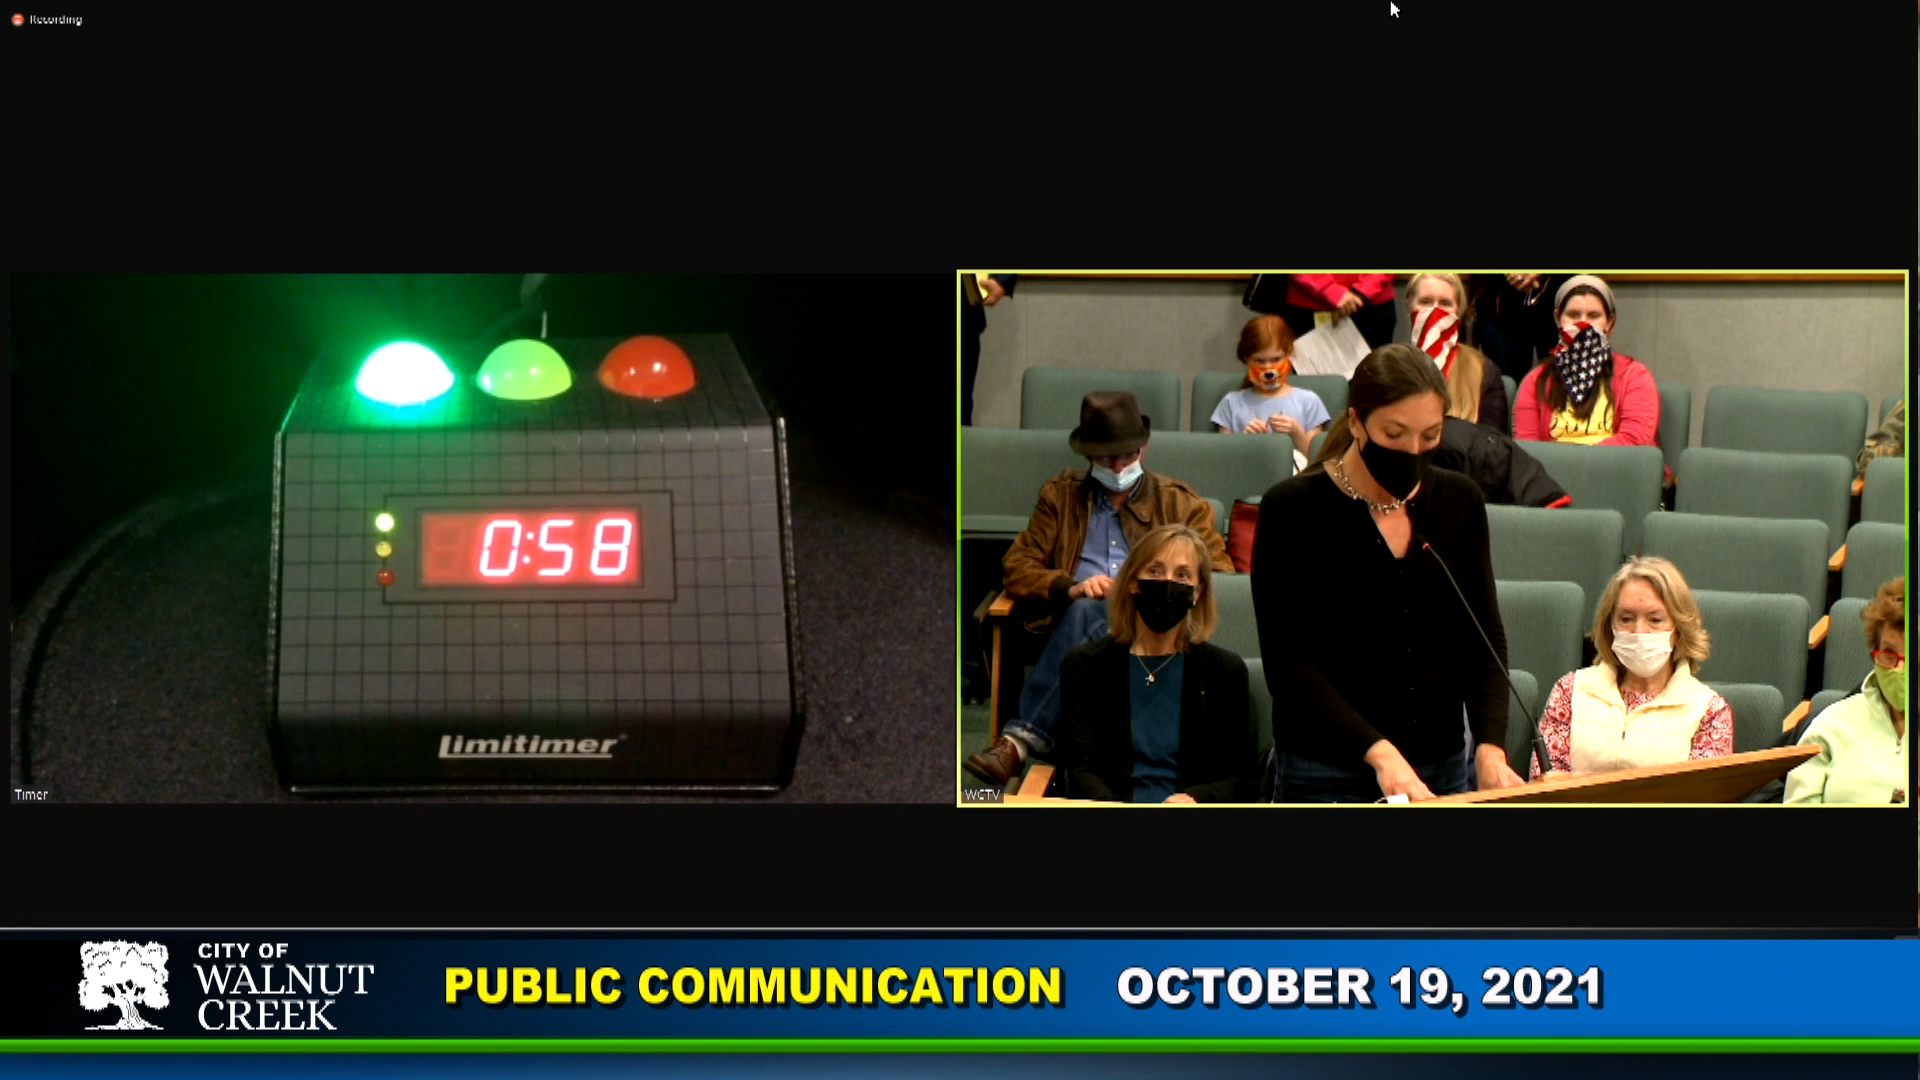 Recording
0:58
Limitimer
Timer
WCTV
CITY OF
WALNUT
CREEK
PUBLIC COMMUNICATION
OCTOBER 19, 2021